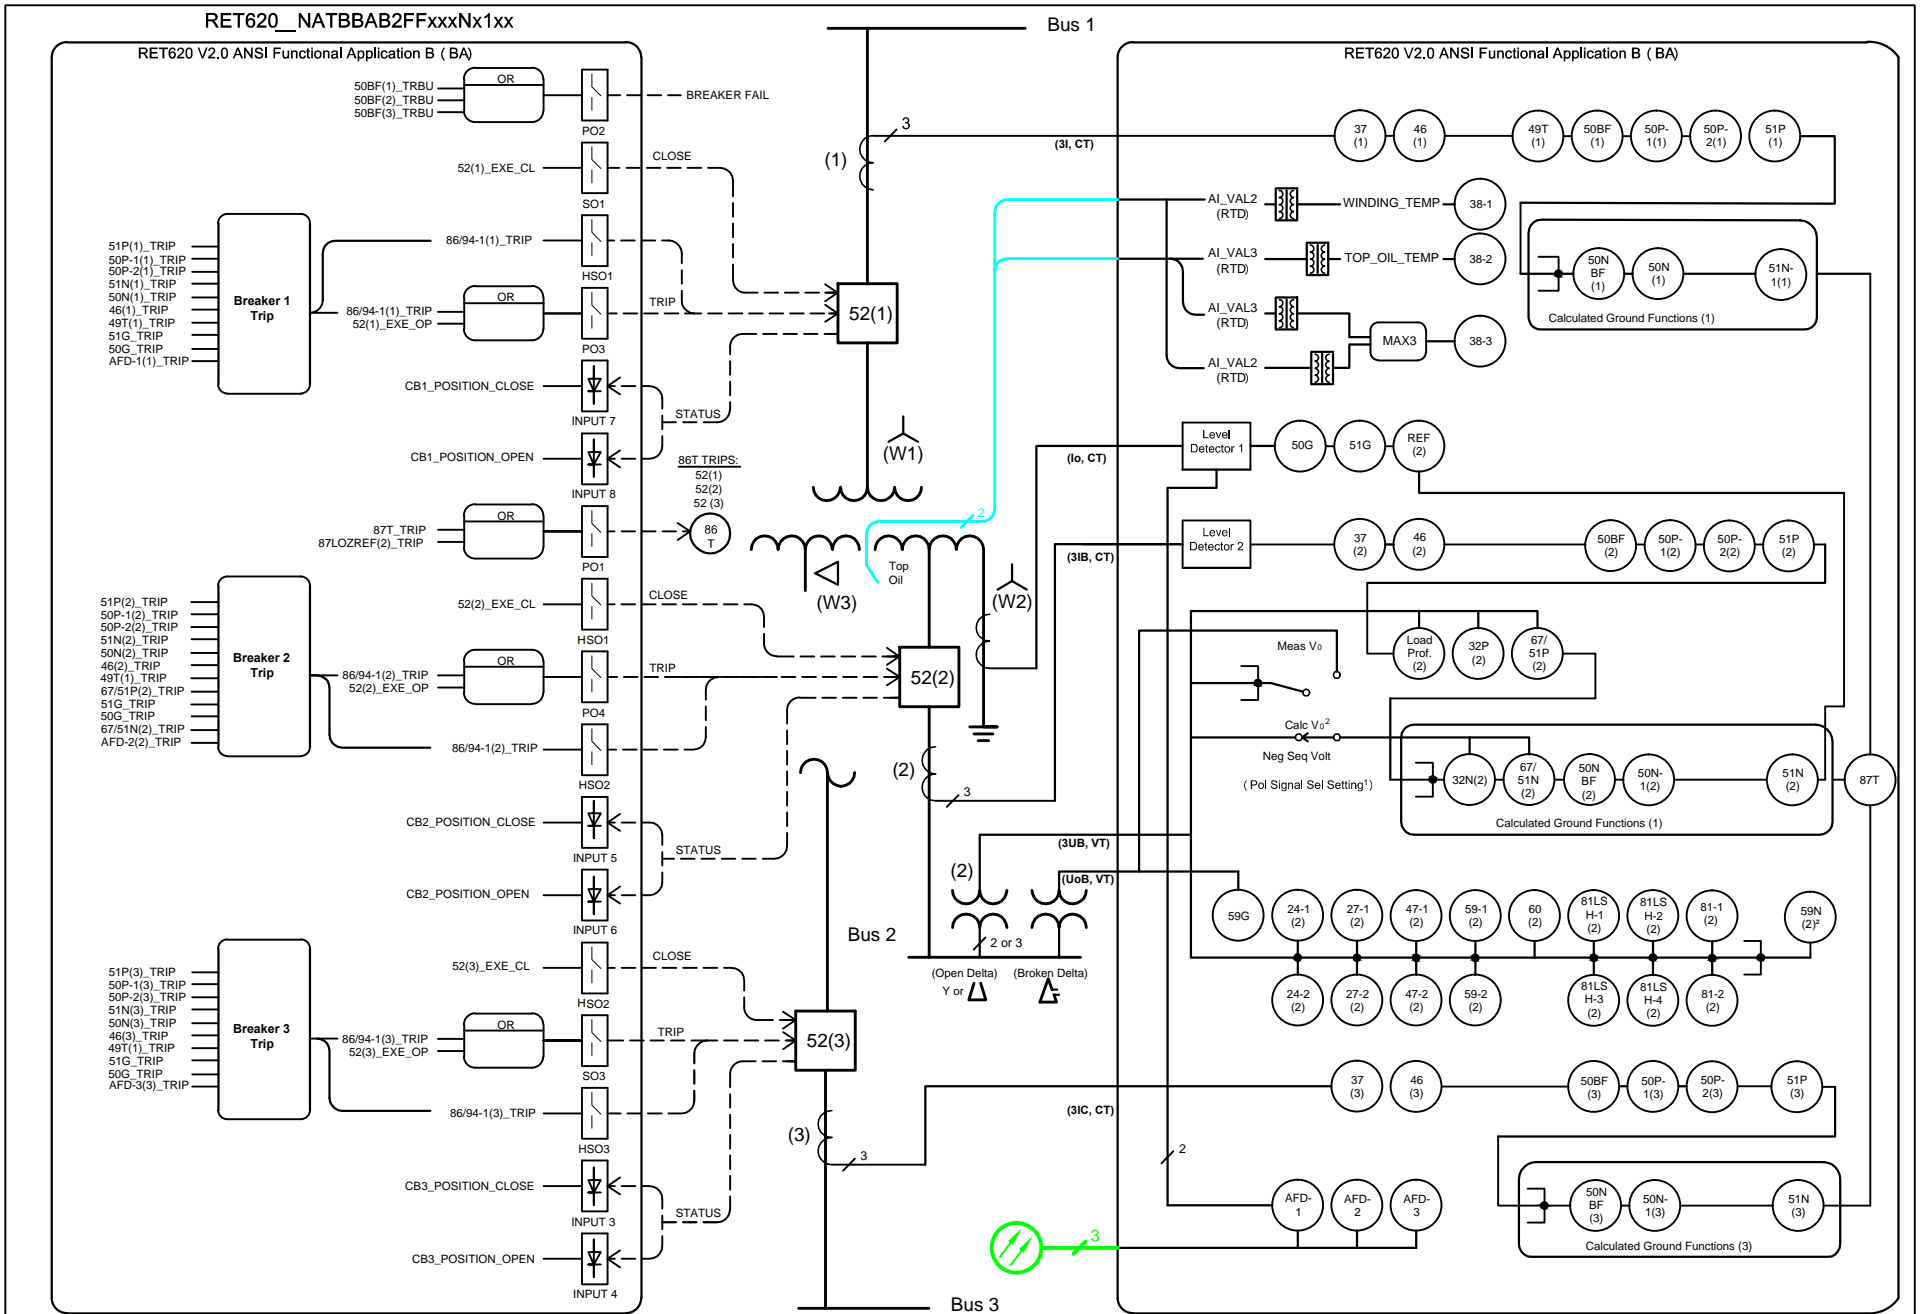 RET620__NATBBAB2FFxxxNx1xx
RET620 V2.0 ANSI Functional Application B ( BA)
50BF(1)_TRBU
50BF(2)_TRBU
50BF(3)_TRBU
OR
PO2
BREAKER FAIL
52(1)_EXE_CL
SO1
CLOSE
51P(1)_TRIP
50P-1(1)_TRIP
50P-2(1)_TRIP
51N(1)_TRIP
50N(1)_TRIP
46(1)_TRIP
49T(1)_TRIP
51G_TRIP
50G_TRIP
AFD-1(1)_TRIP
Breaker 1
Trip
86/94-1(1)_TRIP
HSO1
86/94-1(1)_TRIP
52(1)_EXE_OP
OR
PO3
TRIP
CB1_POSITION_CLOSE
INPUT 7
STATUS
CB1_POSITION_OPEN
INPUT 8
87T_TRIP
87LOZREF(2)_TRIP
OR
PO1
86T TRIPS:
52(1)
52(2)
52 (3)
86
T
51P(2)_TRIP
50P-1(2)_TRIP
50P-2(2)_TRIP
51N(2)_TRIP
50N(2)_TRIP
46(2)_TRIP
49T(1)_TRIP
67/51P(2)_TRIP
51G_TRIP
50G_TRIP
67/51N(2)_TRIP
AFD-2(2)_TRIP
Breaker 2
Trip
52(2)_EXE_CL
HSO1
CLOSE
86/94-1(2)_TRIP
52(2)_EXE_OP
OR
PO4
TRIP
86/94-1(2)_TRIP
HSO2
CB2_POSITION_CLOSE
INPUT 5
STATUS
CB2_POSITION_OPEN
INPUT 6
51P(3)_TRIP
50P-1(3)_TRIP
50P-2(3)_TRIP
51N(3)_TRIP
50N(3)_TRIP
46(3)_TRIP
49T(1)_TRIP
51G_TRIP
50G_TRIP
AFD-3(3)_TRIP
Breaker 3
Trip
52(3)_EXE_CL
HSO2
CLOSE
86/94-1(3)_TRIP
52(3)_EXE_OP
OR
SO3
TRIP
86/94-1(3)_TRIP
HSO3
CB3_POSITION_CLOSE
INPUT 3
STATUS
CB3_POSITION_OPEN
INPUT 4
Bus 1
(1)
3
52(1)
(W1)
2
Top
Oil
(W3)
(W2)
52(2)
(2)
3
(2)
2 or 3
Bus 2
(Open Delta)
Y or
(Broken Delta)
52(3)
(3)
3
3
Bus 3
RET620 V2.0 ANSI Functional Application B ( BA)
(3I, CT)
37
(1)
46
(1)
49T
(1)
50BF
(1)
50P-
1(1)
50P-
2(1)
51P
(1)
AI_VAL2
(RTD)
WINDING_TEMP
38-1
AI_VAL3
(RTD)
TOP_OIL_TEMP
38-2
AI_VAL3
(RTD)
MAX3
38-3
AI_VAL2
(RTD)
50N
BF
(1)
50N
(1)
51N-
1(1)
Calculated Ground Functions (1)
(Io, CT)
Level
Detector 1
50G
51G
REF
(2)
(3IB, CT)
Level
Detector 2
37
(2)
46
(2)
50BF
(2)
50P-
1(2)
50P-
2(2)
51P
(2)
Load
Prof.
(2)
32P
(2)
67/
51P
(2)
Meas V0
Calc V0²
Neg Seq Volt
( Pol Signal Sel Setting¹)
32N(2)
67/
51N
(2)
50N
BF
(2)
50N-
1(2)
51N
(2)
87T
Calculated Ground Functions (1)
(3UB, VT)
(UoB, VT)
59G
24-1
(2)
27-1
(2)
47-1
(2)
59-1
(2)
60
(2)
81LS
H-1
(2)
81LS
H-2
(2)
81-1
(2)
59N
(2)²
24-2
(2)
27-2
(2)
47-2
(2)
59-2
(2)
81LS
H-3
(2)
81LS
H-4
(2)
81-2
(2)
(3IC, CT)
37
(3)
46
(3)
50BF
(3)
50P-
1(3)
50P-
2(3)
51P
(3)
2
AFD-
1
AFD-
2
AFD-
3
50N
BF
(3)
50N-
1(3)
51N
(3)
Calculated Ground Functions (3)